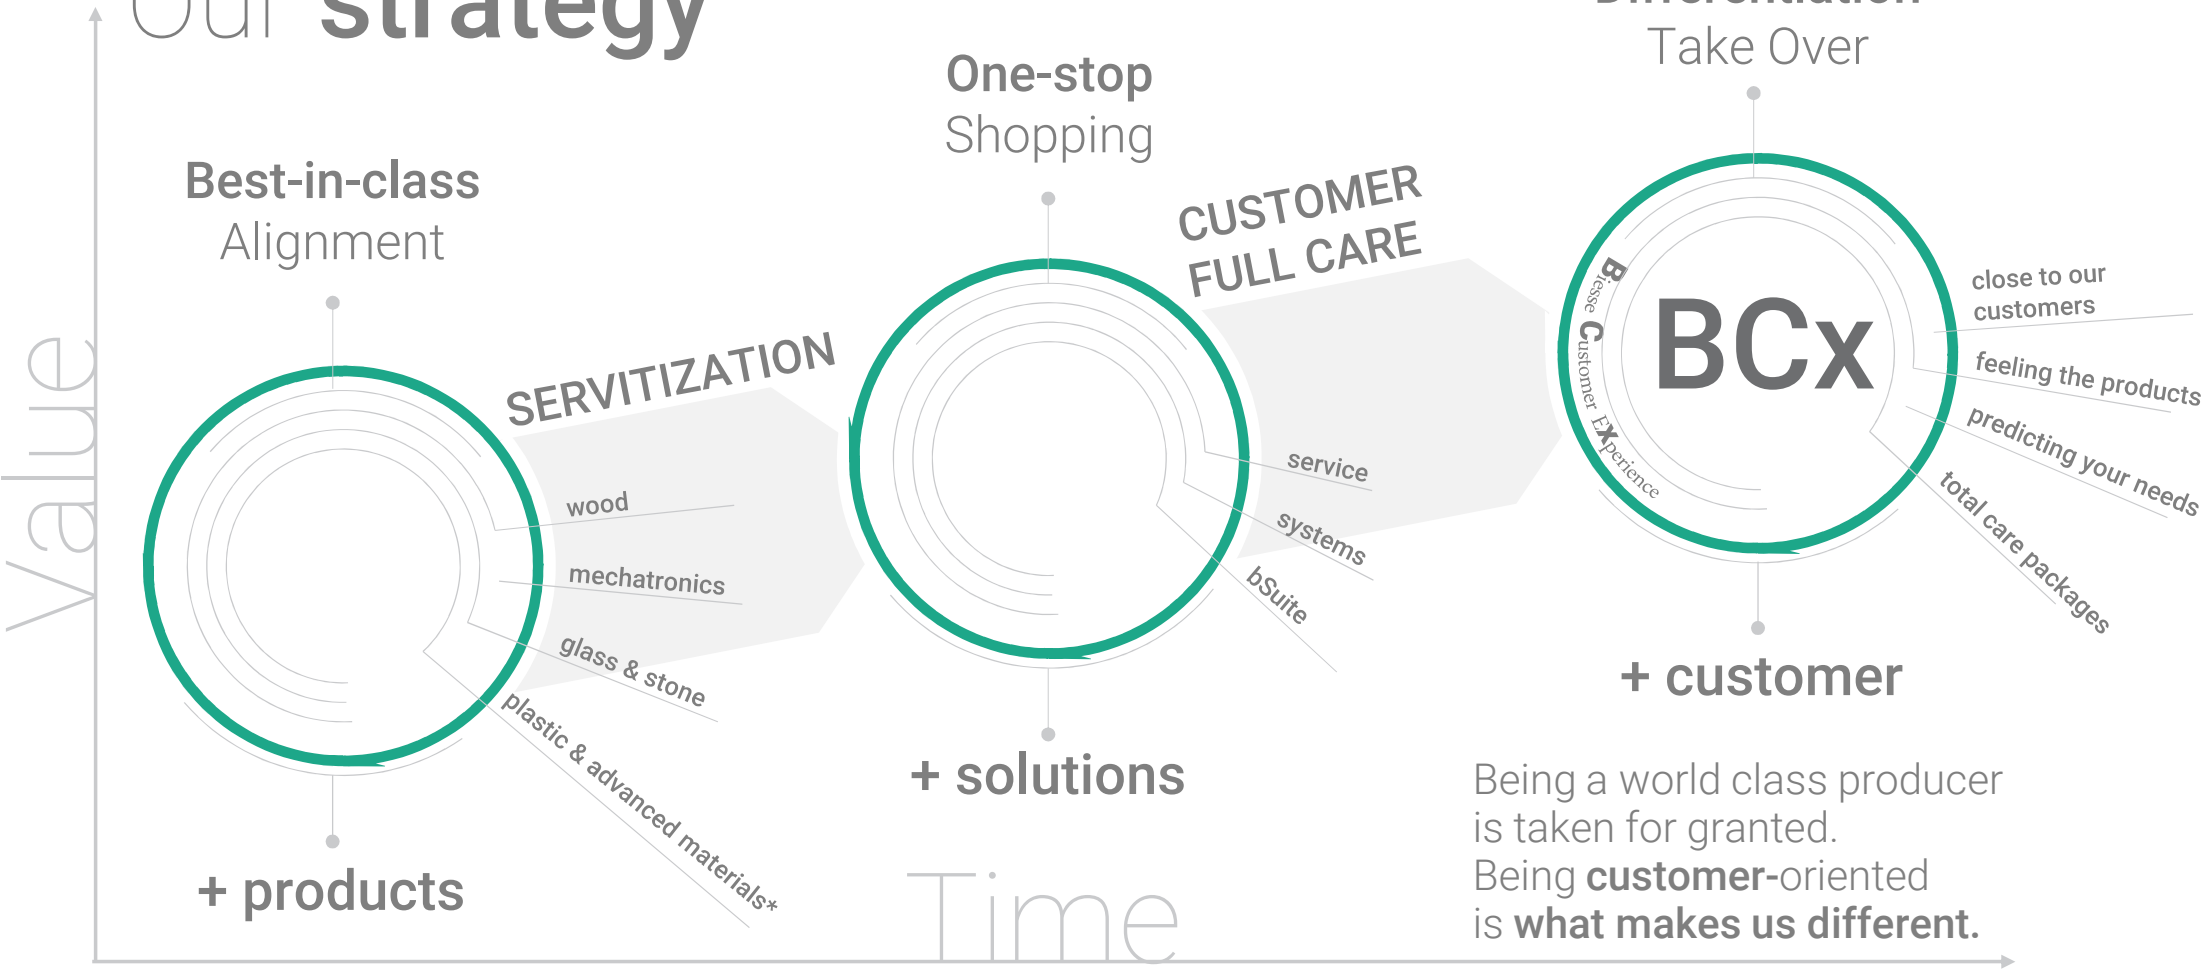 Our strategy
Differentiation
Take Over
One-stop
Shopping
Best-in-class
Alignment
CUSTOMER
FULL CARE
SERVITIZATION
Value
wood
mechatronics
glass & stone
plastic & advanced materials*
+ products
service
systems
bSuite
+ solutions
Biesse Customer Experience
BCx
close to our
customers
feeling the products
predicting your needs
total care packages
+ customer
Being a world class producer
is taken for granted.
Being customer-oriented
is what makes us different.
Time